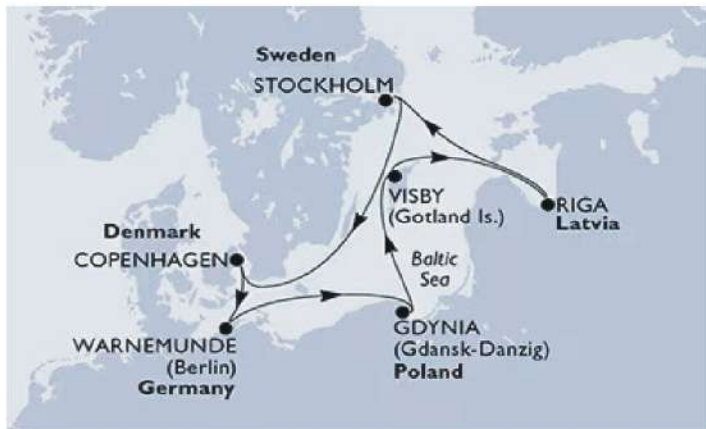 Sweden
STOCKHOLM
VISBY
(Gotland Is.)
RIGA
Latvia
Denmark
COPENHAGEN
Baltic
Sea
WARNEMUNDE
(Berlin)
Germany
GDYNIA
(Gdansk-Danzig)
Poland